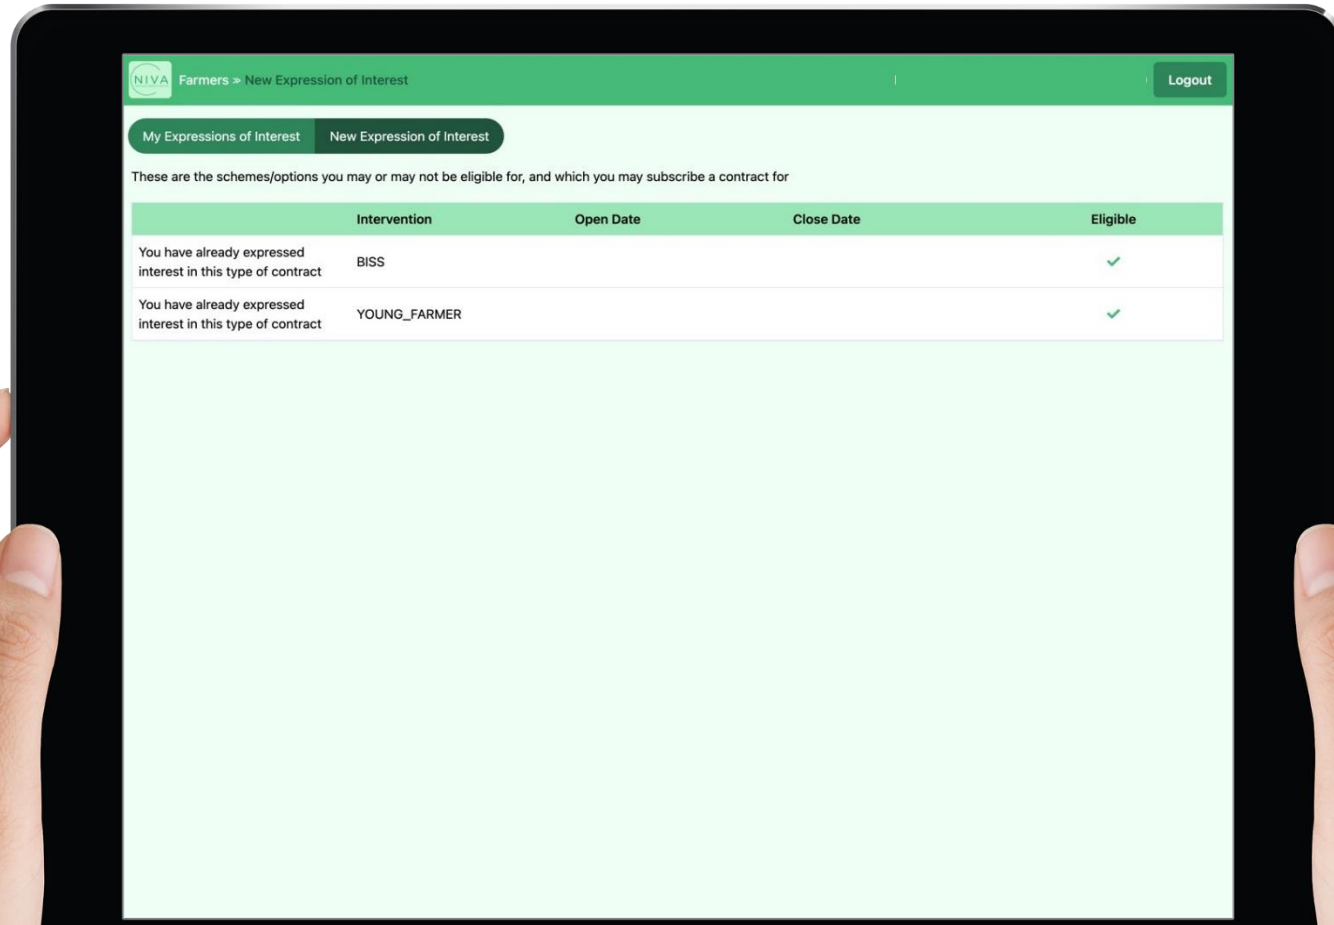 NIVA Farmers » New Expression of Interest Logout
My Expressions of Interest New Expression of Interest
These are the schemes/options you may or may not be eligible for, and which you may subscribe a contract for
Intervention Open Date Close Date Eligible
You have already expressed
interest in this type of contract
BISS
You have already expressed
interest in this type of contract
YOUNG_FARMER